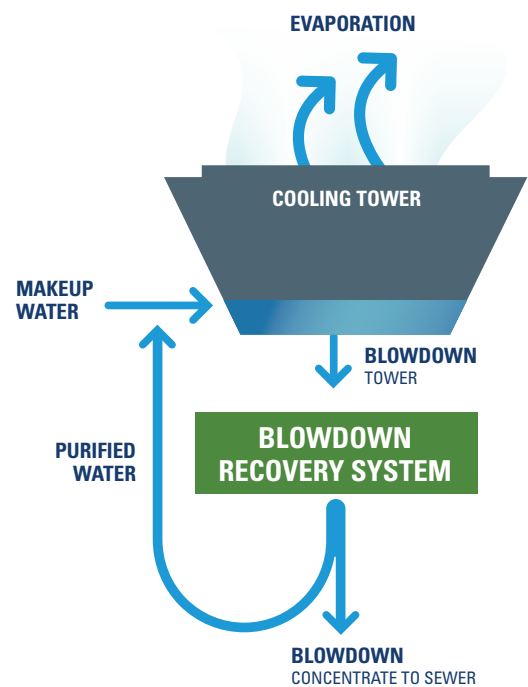 EVAPORATION
COOLING TOWER
MAKEUP
WATER
BLOWDOWN
TOWER
BLOWDOWN
RECOVERY SYSTEM
PURIFIED
WATER
BLOWDOWN
CONCENTRATE TO SEWER